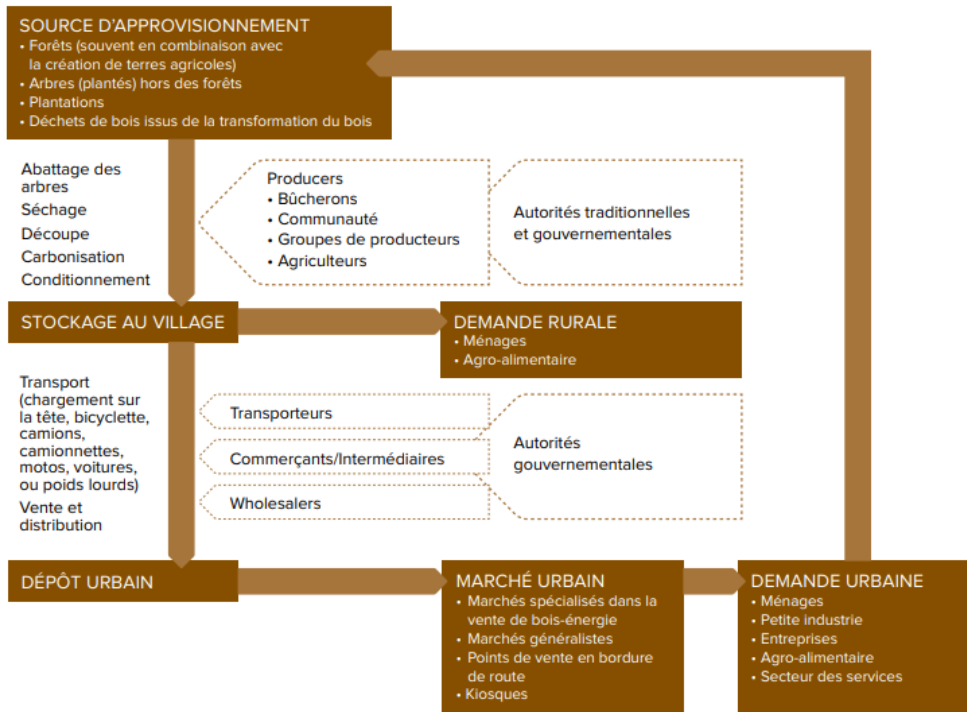 SOURCE D'APPROVISIONNEMENT
• Forêts (souvent en combinaison avec
la création de terres agricoles)
• Arbres (plantés) hors des forêts
• Plantations
• Déchets de bois issus de la transformation du bois
Abattage des
arbres
Séchage
Découpe
Carbonisation
Conditionnement
Producers
• Bûcherons
• Communauté
• Groupes de producteurs
• Agriculteurs
Autorités traditionnelles
et gouvernementales
STOCKAGE AU VILLAGE
DEMANDE RURALE
• Ménages
• Agro-alimentaire
Transport
(chargement sur
la tête, bicyclette,
camions,
camionnettes,
motos, voitures,
ou poids lourds)
Vente et
distribution
Transporteurs
Commerçants/Intermédiaires
Wholesalers
Autorités
gouvernementales
DÉPÔT URBAIN
MARCHÉ URBAIN
• Marchés spécialisés dans la
vente de bois-énergie
• Marchés généralistes
• Points de vente en bordure
de route
• Kiosques
DEMANDE URBAINE
• Ménages
• Petite industrie
• Entreprises
• Agro-alimentaire
• Secteur des services